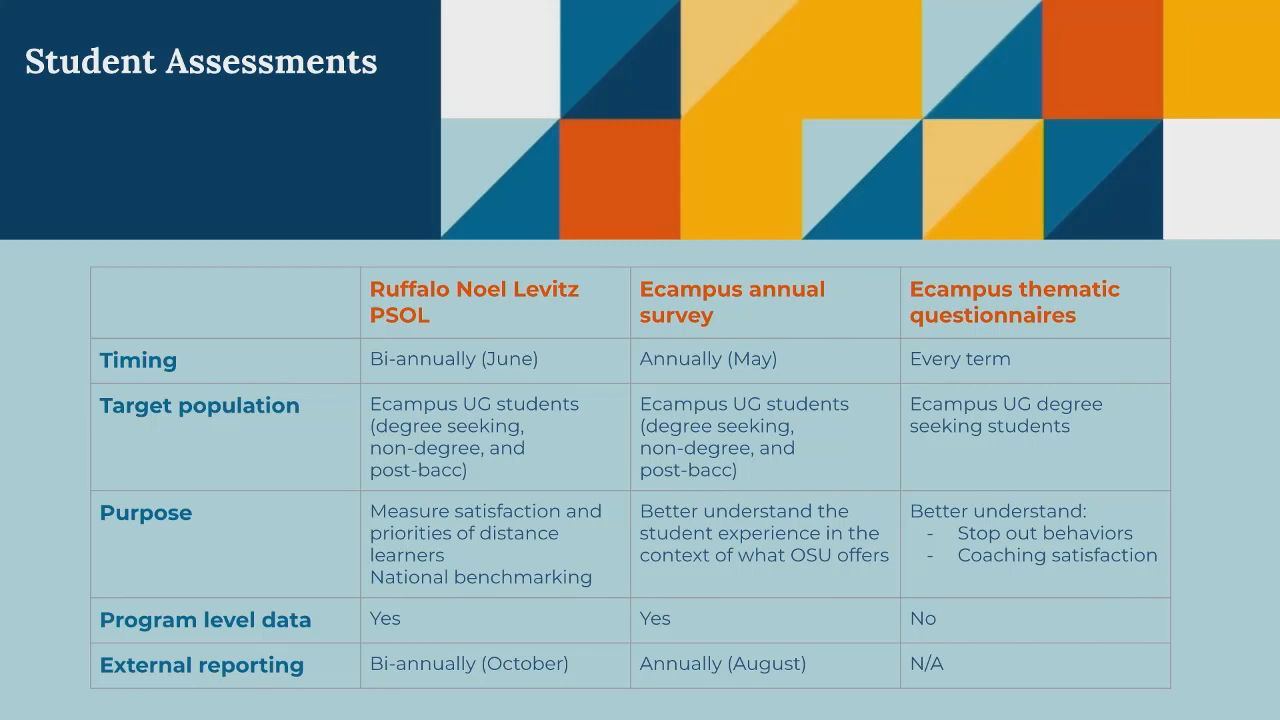 Student Assessments
Ruffalo Noel Levitz
PSOL
Ecampus annual
survey
Ecampus thematic
questionnaires
Timing
Bi-annually (June)
Annually (May)
Every term
Target population
Ecampus UG students
(degree seeking,
non-degree, and
post-bacc)
Ecampus UG students
(degree seeking,
non-degree, and
post-bacc)
Ecampus UG degree
seeking students
Purpose
Measure satisfaction and
priorities of distance
learners
National benchmarking
Better understand the
student experience in the
context of what OSU offers
Better understand:
- Stop out behaviors
- Coaching satisfaction
Program level data
Yes
Yes
No
External reporting
Bi-annually (October)
Annually (August)
N/A